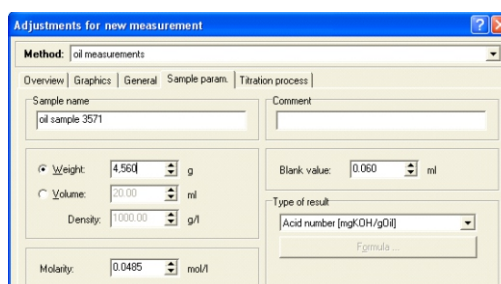 Adjustments for new measurement
Method: oil measurements
Overview Graphics General Sample param. Titration process
Sample name
oil sample 3571
Comment
Weight: 4,560 g
Volume: 20.00 ml
Density: 1000.00 g/l
Blank value: 0.060 ml
Type of result
Acid number [mgKOH/gOil]
Formula ...
Molarity: 0.0485 mol/l